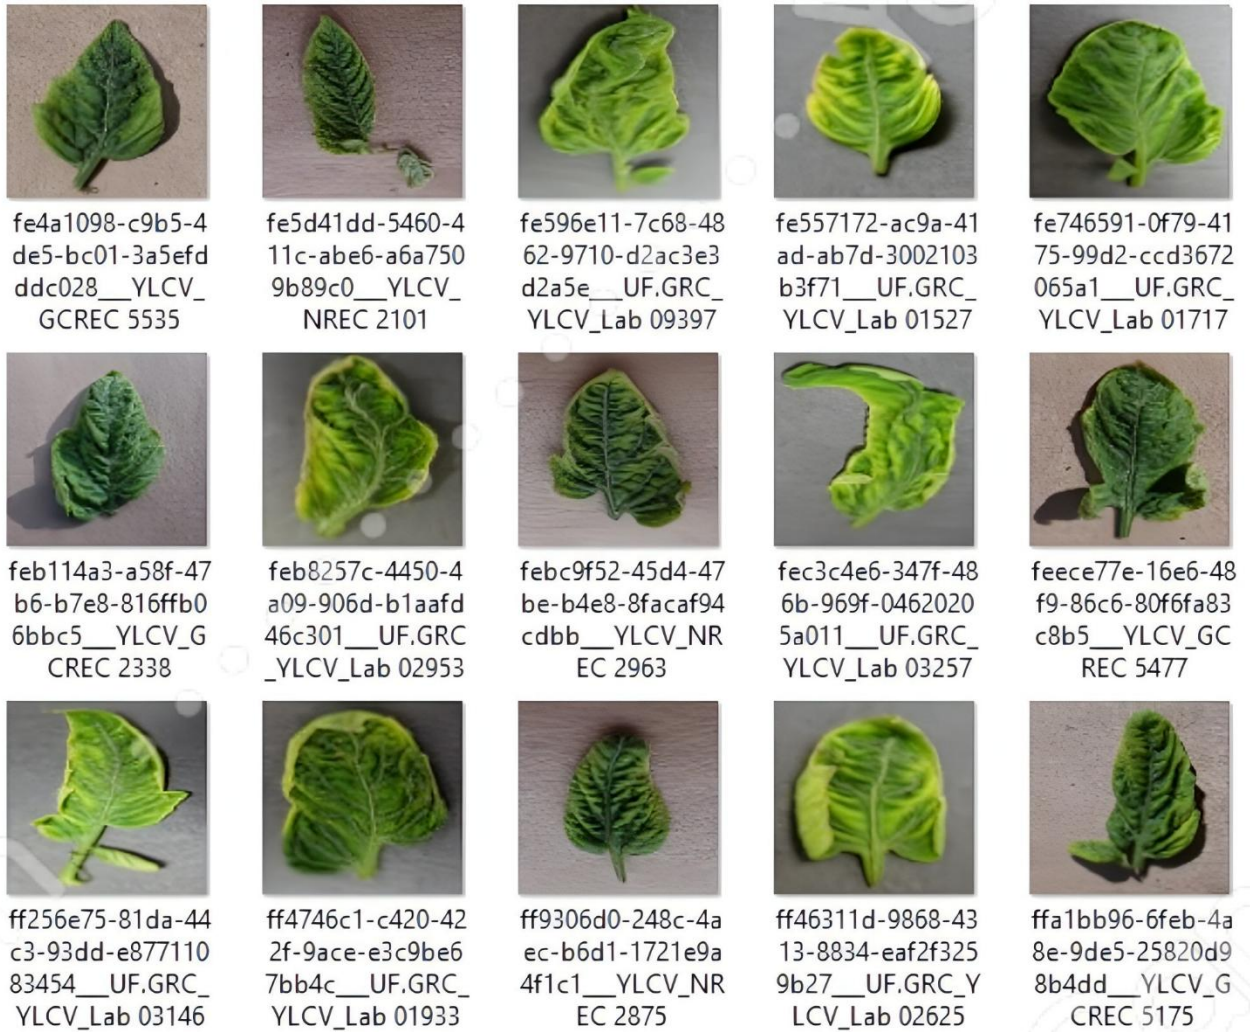 fe4a1098-c9b5-4
de5-bc01-3a5efd
ddc028___YLCV_
GCREC 5535
fe5d41dd-5460-4
11c-abe6-a6a750
9b89c0___YLCV_
NREC 2101
fe596e11-7c68-48
62-9710-d2ac3e3
d2a5e___UF.GRC_
YLCV_Lab 09397
fe557172-ac9a-41
ad-ab7d-3002103
b3f71___UF.GRC_
YLCV_Lab 01527
fe746591-0f79-41
75-99d2-ccd3672
065a1___UF.GRC_
YLCV_Lab 01717
feb114a3-a58f-47
b6-b7e8-816ffb0
6bbc5___YLCV_G
CREC 2338
feb8257c-4450-4
a09-906d-b1aafd
46c301___UF.GRC
_YLCV_Lab 02953
febc9f52-45d4-47
be-b4e8-8facaf94
cdbb___YLCV_NR
EC 2963
fec3c4e6-347f-48
6b-969f-0462020
5a011___UF.GRC_
YLCV_Lab 03257
feece77e-16e6-48
f9-86c6-80f6fa83
c8b5___YLCV_GC
REC 5477
ff256e75-81da-44
c3-93dd-e877110
83454___UF.GRC_
YLCV_Lab 03146
ff4746c1-c420-42
2f-9ace-e3c9be6
7bb4c___UF.GRC_
YLCV_Lab 01933
ff9306d0-248c-4a
ec-b6d1-1721e9a
4f1c1___YLCV_NR
EC 2875
ff46311d-9868-43
13-8834-eaf2f325
9b27___UF.GRC_Y
LCV_Lab 02625
ffa1bb96-6feb-4a
8e-9de5-25820d9
8b4dd___YLCV_G
CREC 5175